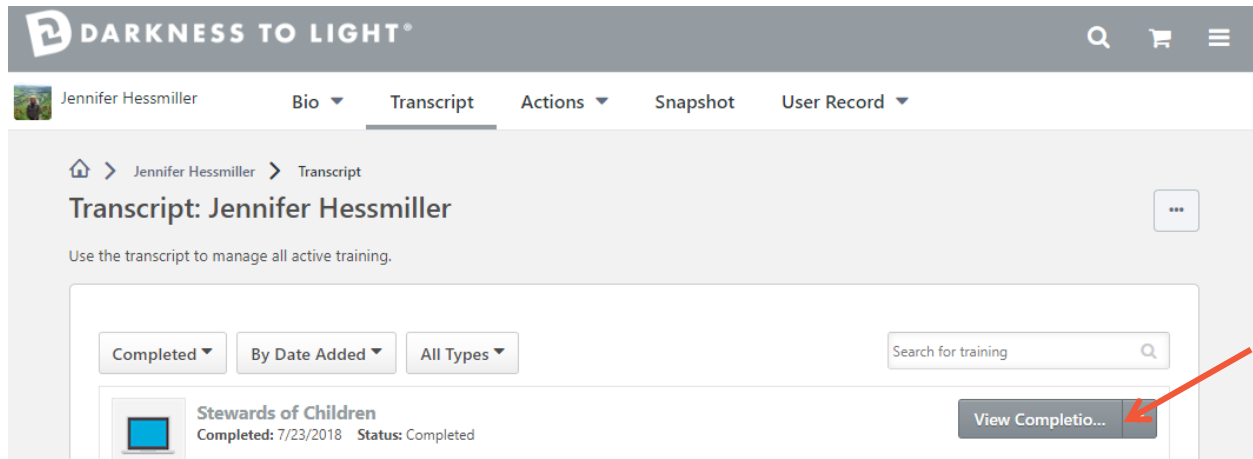 DARKNESS TO LIGHT®
Jennifer Hessmiller Bio Transcript Actions Snapshot User Record
Jennifer Hessmiller Transcript
Transcript: Jennifer Hessmiller
...
Use the transcript to manage all active training.
Completed By Date Added All Types Search for training
Stewards of Children
Completed: 7/23/2018 Status: Completed
View Completio...